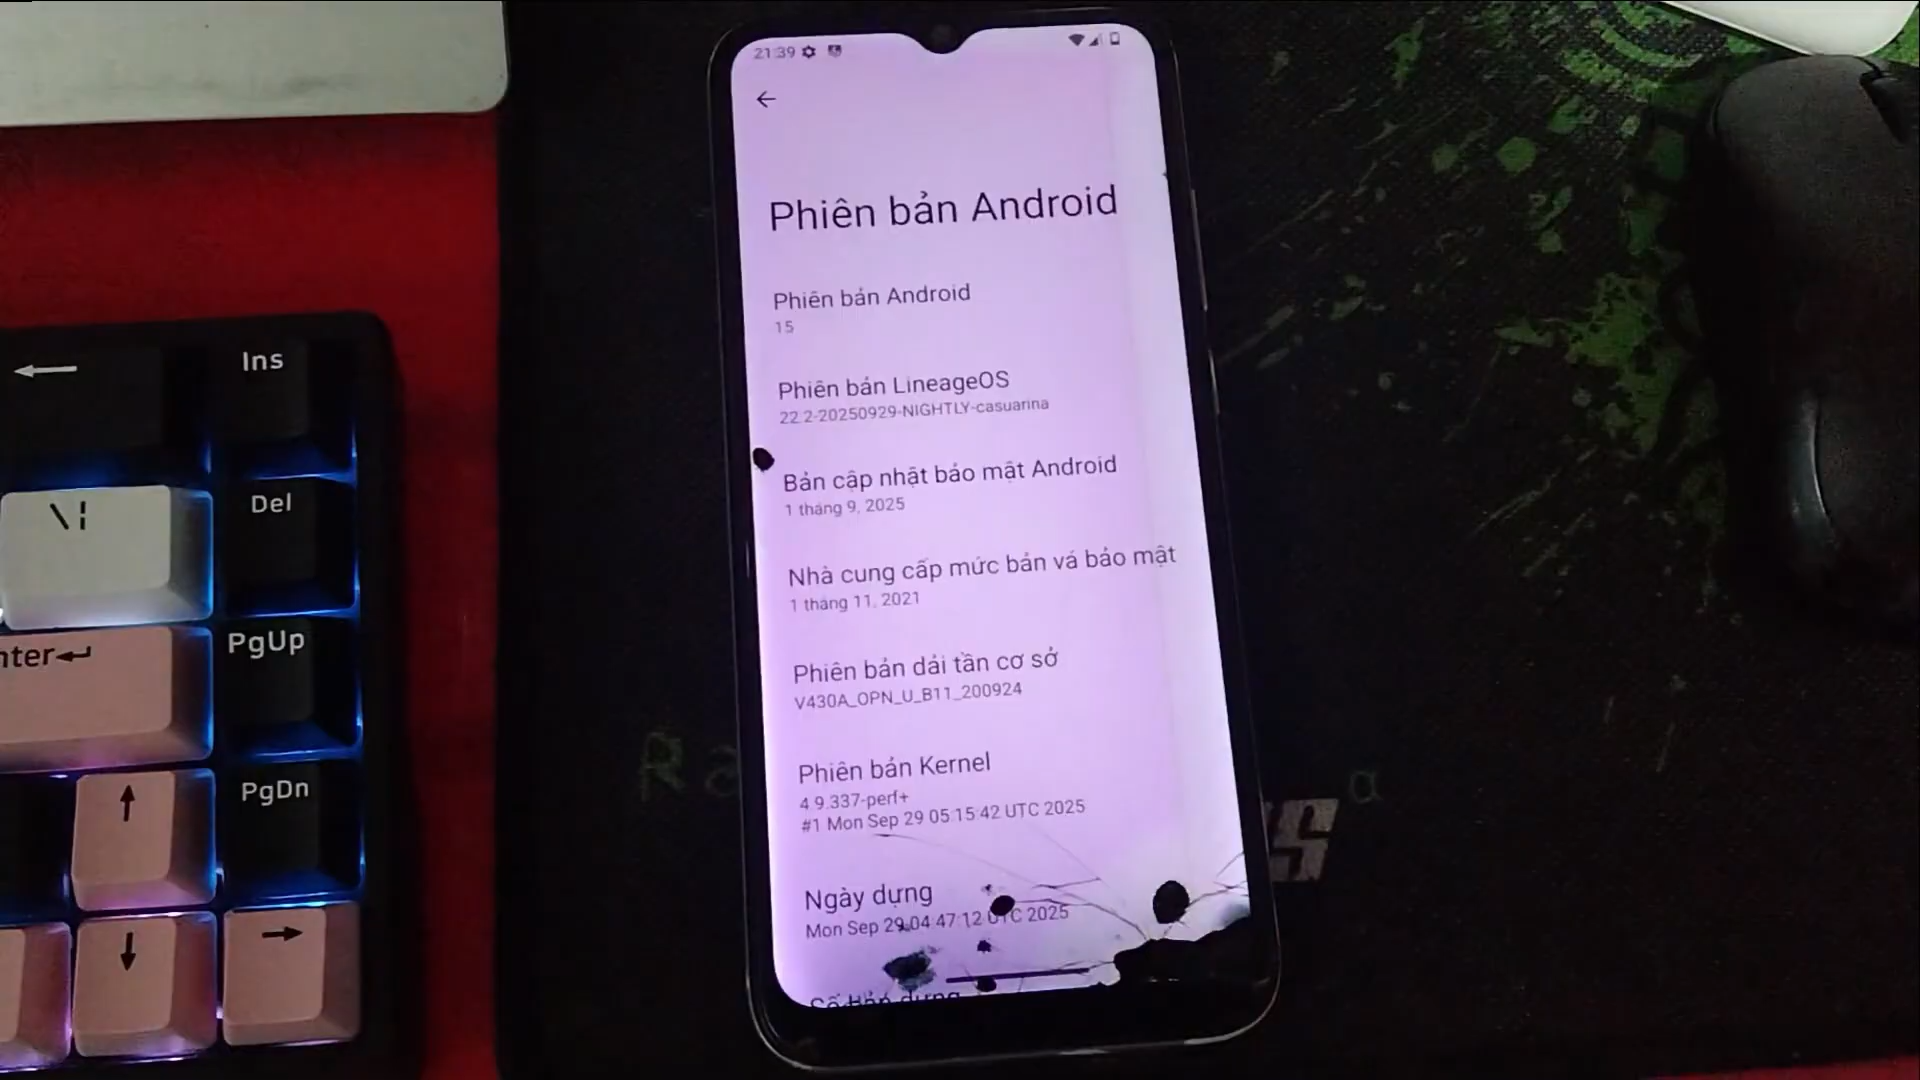 21:39
Phiên bản Android
Phiên bản Android
15
Phiên bản LineageOS
22.2-20250929-NIGHTLY-casuarina
Bản cập nhật bảo mật Android
1 tháng 9, 2025
Nhà cung cấp mức bản vá bảo mật
1 tháng 11, 2021
Phiên bản dải tần cơ sở
V430A_OPN_U_B11_200924
Phiên bản Kernel
4.9.337-perf+
#1 Mon Sep 29 05:15:42 UTC 2025
Ngày dựng
Mon Sep 29 04:47:12 UTC 2025
Số bản dựng
Ins
\ |
Del
nter
PgUp
PgDn
Ra
a
S